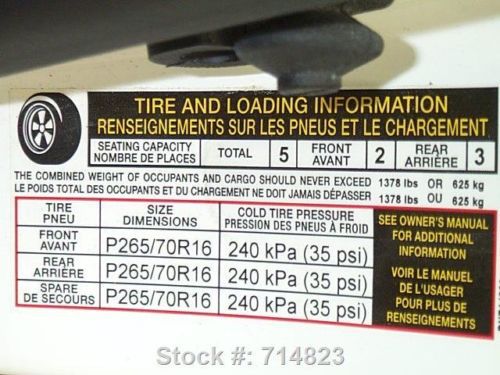 TIRE AND LOADING INFORMATION
RENSEIGNEMENTS SUR LES PNEUS ET LE CHARGEMENT
SEATING CAPACITY
NOMBRE DE PLACES
TOTAL 5
FRONT
AVANT
2
REAR
ARRIÈRE
3
THE COMBINED WEIGHT OF OCCUPANTS AND CARGO SHOULD NEVER EXCEED 1378 lbs OR 625 kg
LE POIDS TOTAL DES OCCUPANTS ET DU CHARGEMENT NE DOIT JAMAIS DÉPASSER 1378 lbs OU 625 kg
TIRE
PNEU
SIZE
DIMENSIONS
COLD TIRE PRESSURE
PRESSION DES PNEUS À FROID
FRONT
AVANT
P265/70R16 240 kPa (35 psi)
REAR
ARRIÈRE
P265/70R16 240 kPa (35 psi)
SPARE
DE SECOURS
P265/70R16 240 kPa (35 psi)
SEE OWNER'S MANUAL
FOR ADDITIONAL
INFORMATION
VOIR LE MANUEL
DE L'USAGER
POUR PLUS DE
RENSEIGNEMENTS
Stock #: 714823